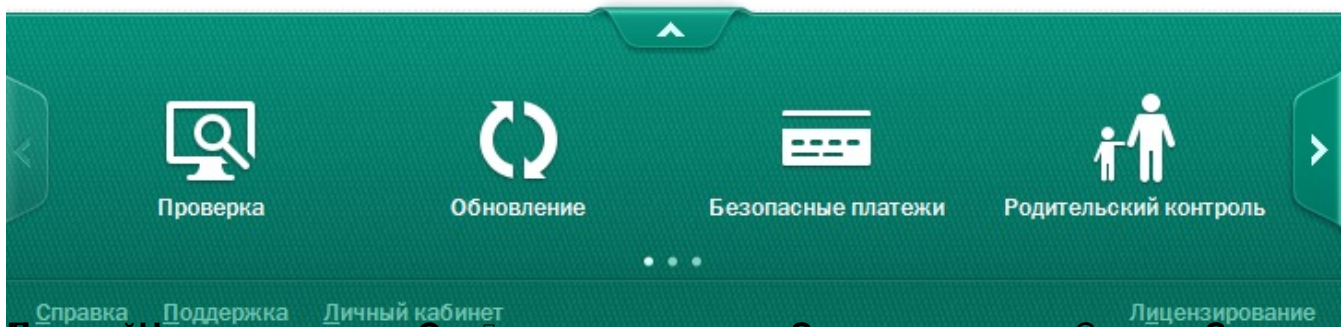 Проверка Обновление Безопасные платежи Родительский контроль
Справка Поддержка Личный кабинет Лицензирование